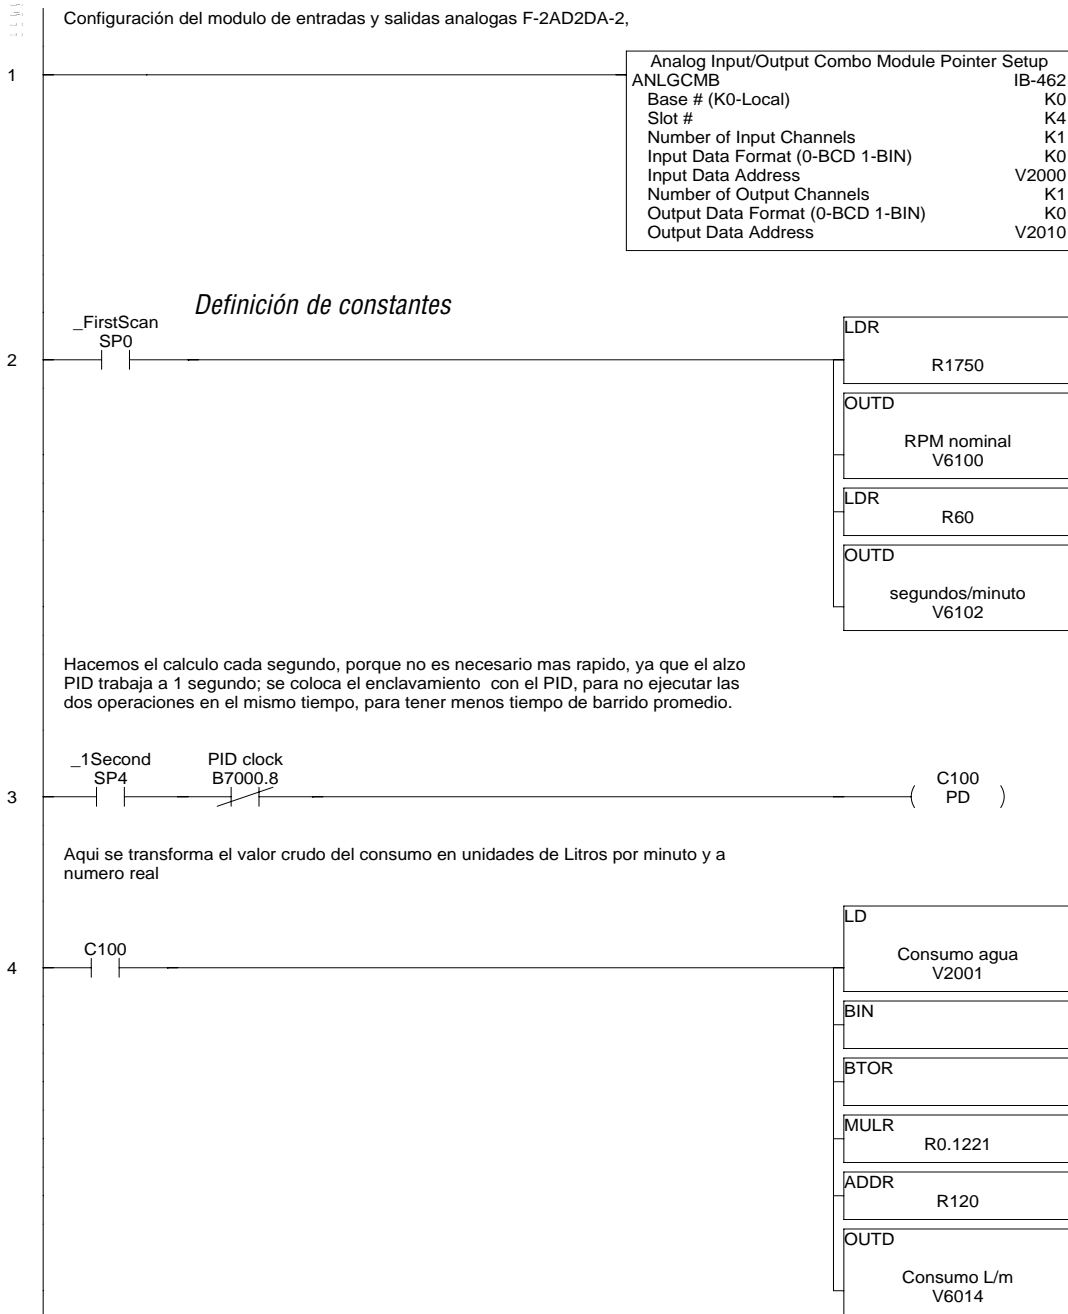 Configuración del modulo de entradas y salidas analogas F-2AD2DA-2,
1
Analog Input/Output Combo Module Pointer Setup
ANLGCMB IB-462
Base # (K0-Local) K0
Slot # K4
Number of Input Channels K1
Input Data Format (0-BCD 1-BIN) K0
Input Data Address V2000
Number of Output Channels K1
Output Data Format (0-BCD 1-BIN) K0
Output Data Address V2010
Definición de constantes
_FirstScan
SP0
2
LDR
R1750
OUTD
RPM nominal
V6100
LDR
R60
OUTD
segundos/minuto
V6102
Hacemos el calculo cada segundo, porque no es necesario mas rapido, ya que el alzo
PID trabaja a 1 segundo; se coloca el enclavamiento con el PID, para no ejecutar las
dos operaciones en el mismo tiempo, para tener menos tiempo de barrido promedio.
_1Second PID clock
SP4 B7000.8
3
C100
( PD )
Aqui se transforma el valor crudo del consumo en unidades de Litros por minuto y a
numero real
C100
4
LD
Consumo agua
V2001
BIN
BTOR
MULR
R0.1221
ADDR
R120
OUTD
Consumo L/m
V6014